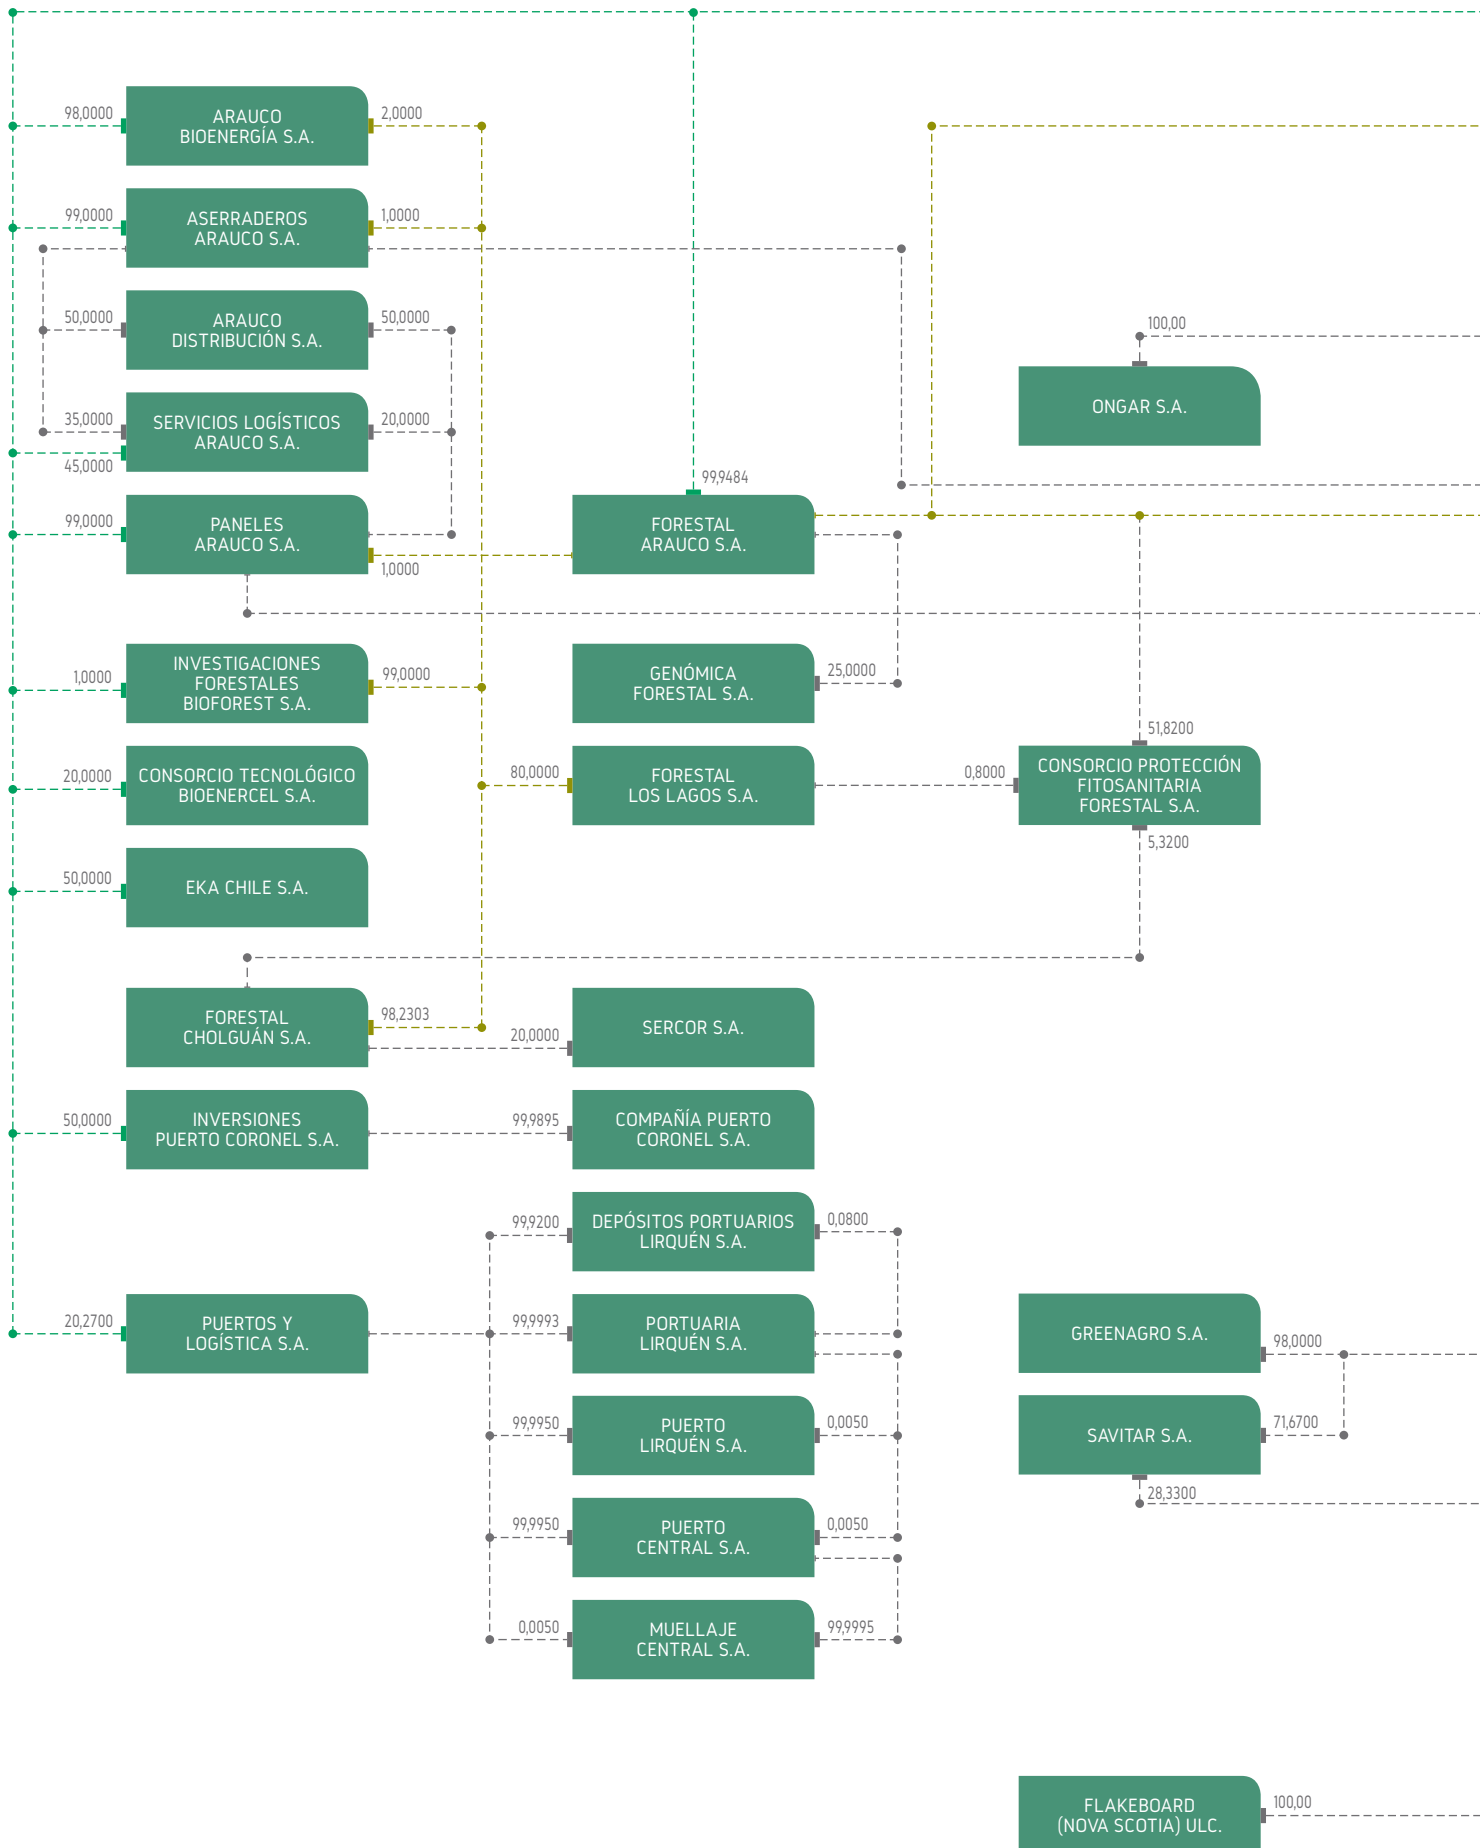 98,0000
ARAUCO
BIOENERGÍA S.A.
2,0000
99,0000
ASERRADEROS
ARAUCO S.A.
1,0000
50,0000
ARAUCO
DISTRIBUCIÓN S.A.
50,0000
100,00
ONGAR S.A.
35,0000
45,0000
SERVICIOS LOGÍSTICOS
ARAUCO S.A.
20,0000
99,9484
99,0000
PANELES
ARAUCO S.A.
1,0000
FORESTAL
ARAUCO S.A.
1,0000
INVESTIGACIONES
FORESTALES
BIOFOREST S.A.
99,0000
GENÓMICA
FORESTAL S.A.
25,0000
51,8200
20,0000
CONSORCIO TECNOLÓGICO
BIOENERCEL S.A.
80,0000
FORESTAL
LOS LAGOS S.A.
0,8000
CONSORCIO PROTECCIÓN
FITOSANITARIA
FORESTAL S.A.
5,3200
50,0000
EKA CHILE S.A.
FORESTAL
CHOLGUÁN S.A.
98,2303
20,0000
SERCOR S.A.
50,0000
INVERSIONES
PUERTO CORONEL S.A.
99,9895
COMPAÑÍA PUERTO
CORONEL S.A.
99,9200
DEPÓSITOS PORTUARIOS
LIRQUÉN S.A.
0,0800
20,2700
PUERTOS Y
LOGÍSTICA S.A.
99,9993
PORTUARIA
LIRQUÉN S.A.
GREENAGRO S.A.
98,0000
99,9950
PUERTO
LIRQUÉN S.A.
0,0050
SAVITAR S.A.
71,6700
28,3300
99,9950
PUERTO
CENTRAL S.A.
0,0050
0,0050
MUELLAJE
CENTRAL S.A.
99,9995
FLAKEBOARD
(NOVA SCOTIA) ULC.
100,00